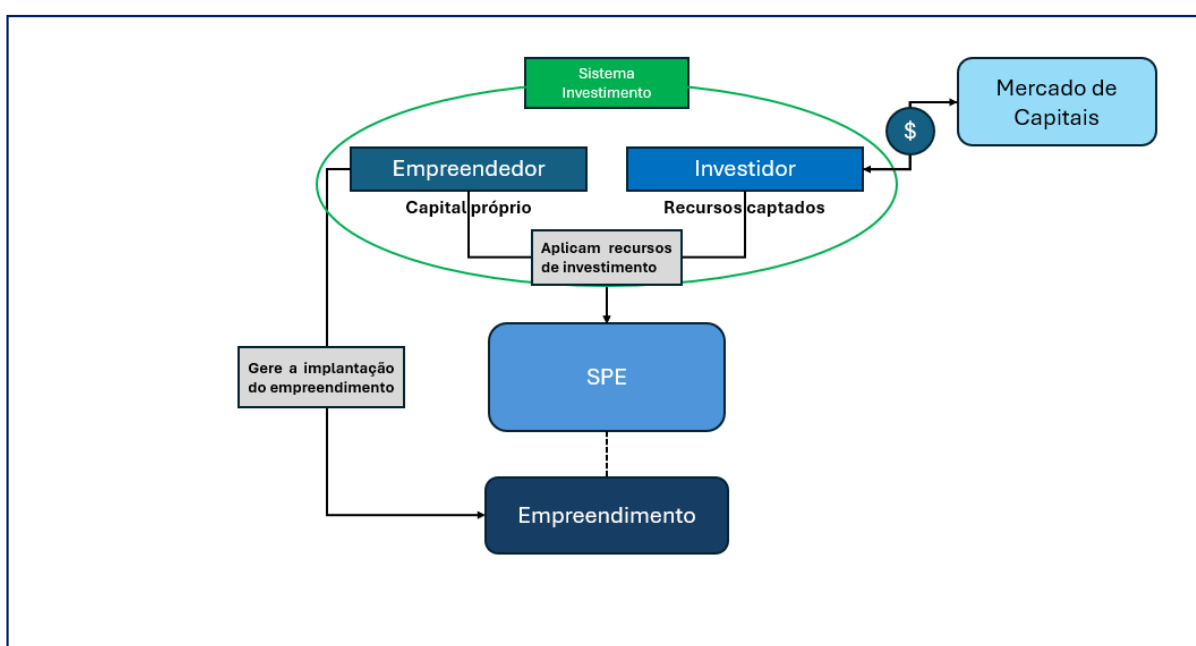 Sistema
Investimento
Mercado de
Capitais
$
Empreendedor
Investidor
Capital próprio
Recursos captados
Aplicam recursos
de investimento
SPE
Gere a implantação
do empreendimento
Empreendimento